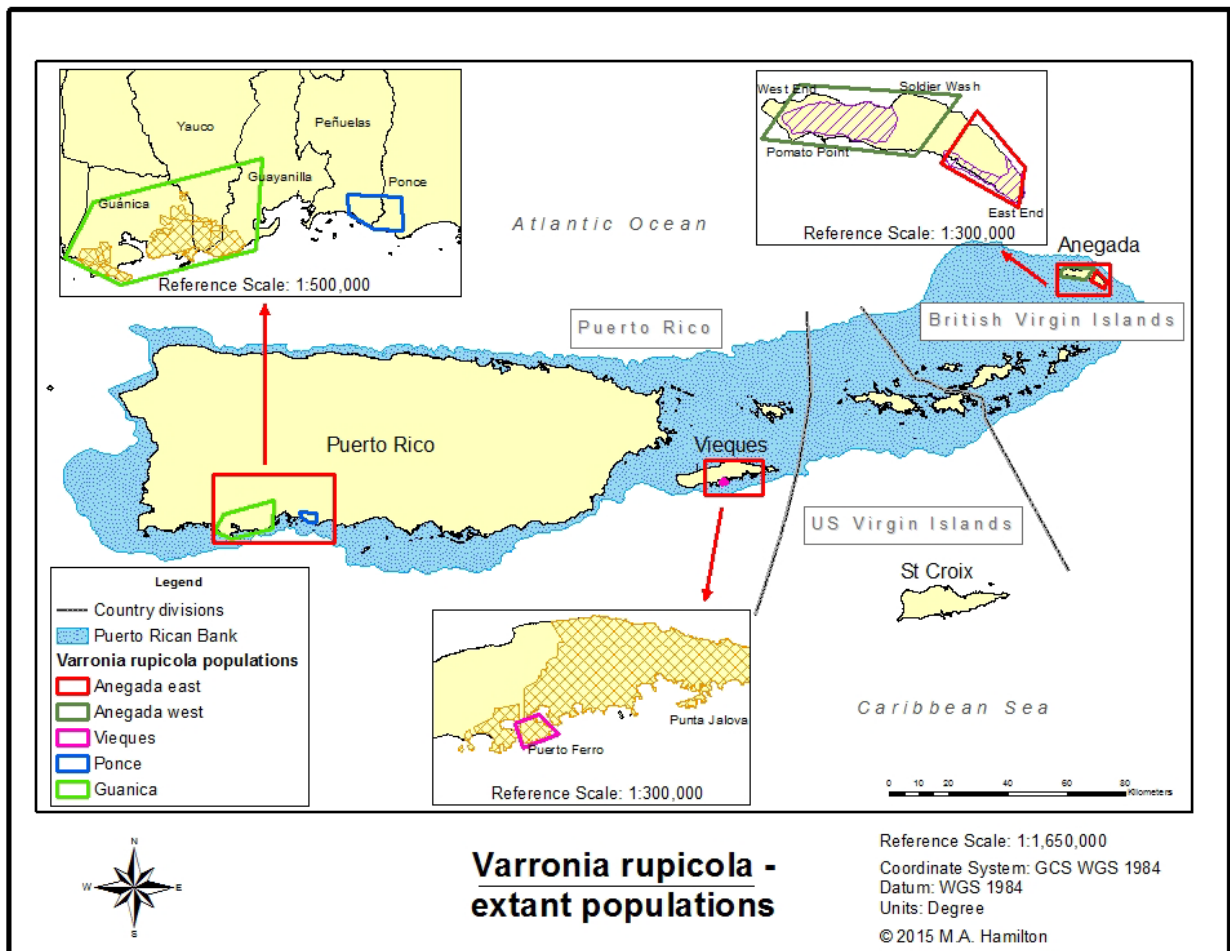 Yauco
Peñuelas
Guayanilla
Ponce
Guánica
Reference Scale: 1:500,000
West End
Soldier Wash
Pomato Point
East End
Reference Scale: 1:300,000
Atlantic Ocean
Anegada
Puerto Rico
British Virgin Islands
Puerto Rico
Vieques
US Virgin Islands
St Croix
Legend
Country divisions
Puerto Rican Bank
Varronia rupicola populations
Anegada east
Anegada west
Vieques
Ponce
Guanica
Punta Jalova
Puerto Ferro
Reference Scale: 1:300,000
Caribbean Sea
0 10 20 40 60 80
Kilometers
N
W E
S
Varronia rupicola -
extant populations
Reference Scale: 1:1,650,000
Coordinate System: GCS WGS 1984
Datum: WGS 1984
Units: Degree
© 2015 M.A. Hamilton